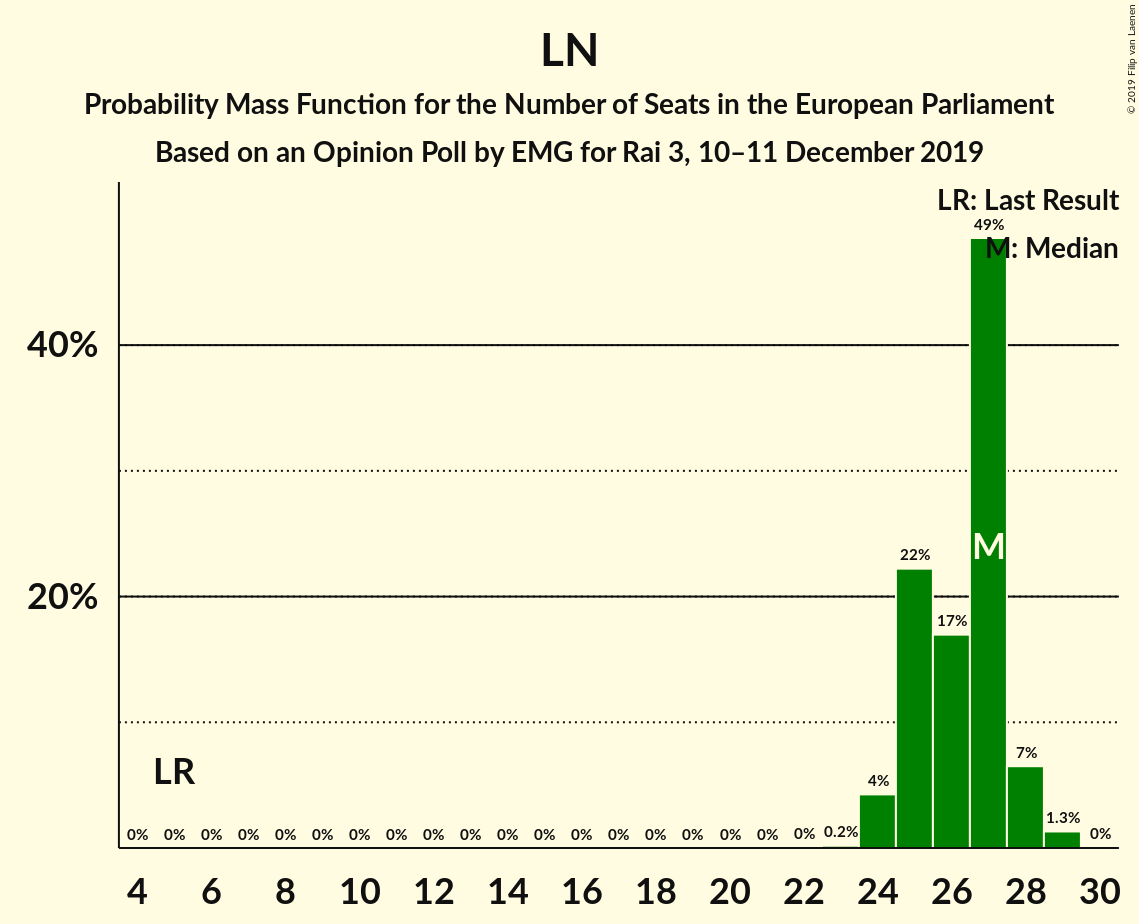 LN
Probability Mass Function for the Number of Seats in the European Parliament
Based on an Opinion Poll by EMG for Rai 3, 10–11 December 2019
© 2019 Filip van Laenen
LR: Last Result
M: Median
40%
20%
49%
22%
17%
7%
4%
1.3%
0.2%
M
LR
0% 0% 0% 0% 0% 0% 0% 0% 0% 0% 0% 0% 0% 0% 0% 0% 0% 0% 0% 0%
4 6 8 10 12 14 16 18 20 22 24 26 28 30